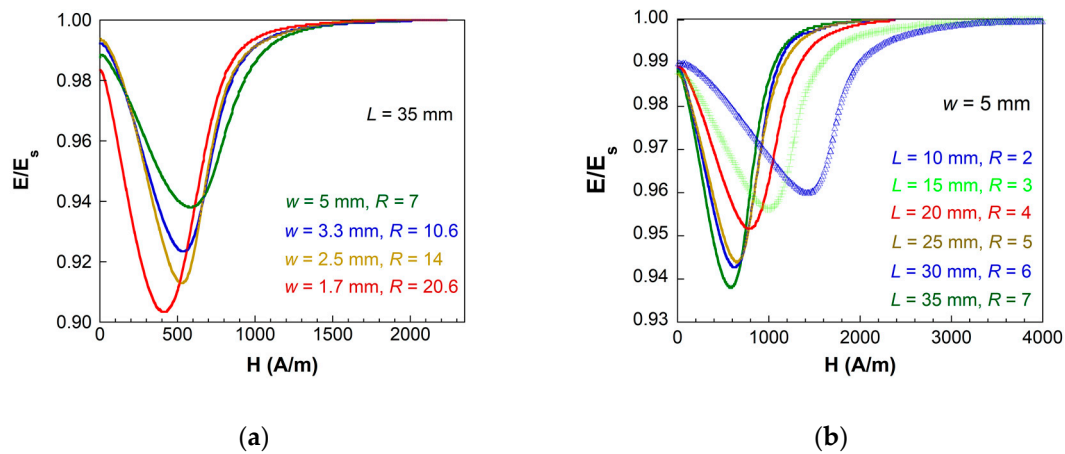 1.00
0.98
0.96
0.94
0.92
0.90
E/Es
L = 35 mm
w = 5 mm, R = 7
w = 3.3 mm, R = 10.6
w = 2.5 mm, R = 14
w = 1.7 mm, R = 20.6
0 500 1000 1500 2000
H (A/m)
(a)
1.00
0.99
0.98
0.97
0.96
0.95
0.94
0.93
E/Es
w = 5 mm
L = 10 mm, R = 2
L = 15 mm, R = 3
L = 20 mm, R = 4
L = 25 mm, R = 5
L = 30 mm, R = 6
L = 35 mm, R = 7
0 1000 2000 3000 4000
H (A/m)
(b)